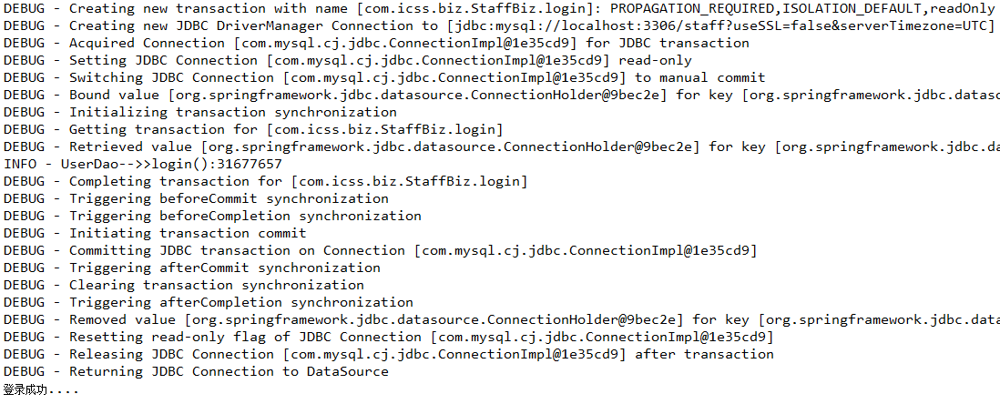 DEBUG - Creating new transaction with name [com.icss.biz.StaffBiz.login]: PROPAGATION_REQUIRED,ISOLATION_DEFAULT,readOnly
DEBUG - Creating new JDBC DriverManager Connection to [jdbc:mysql://localhost:3306/staff?useSSL=false&serverTimezone=UTC]
DEBUG - Acquired Connection [com.mysql.cj.jdbc.ConnectionImpl@1e35cd9] for JDBC transaction
DEBUG - Setting JDBC Connection [com.mysql.cj.jdbc.ConnectionImpl@1e35cd9] read-only
DEBUG - Switching JDBC Connection [com.mysql.cj.jdbc.ConnectionImpl@1e35cd9] to manual commit
DEBUG - Bound value [org.springframework.jdbc.datasource.ConnectionHolder@9bec2e] for key [org.springframework.jdbc.dataso
DEBUG - Initializing transaction synchronization
DEBUG - Getting transaction for [com.icss.biz.StaffBiz.login]
DEBUG - Retrieved value [org.springframework.jdbc.datasource.ConnectionHolder@9bec2e] for key [org.springframework.jdbc.da
INFO - UserDao-->>login():31677657
DEBUG - Completing transaction for [com.icss.biz.StaffBiz.login]
DEBUG - Triggering beforeCommit synchronization
DEBUG - Triggering beforeCompletion synchronization
DEBUG - Initiating transaction commit
DEBUG - Committing JDBC transaction on Connection [com.mysql.cj.jdbc.ConnectionImpl@1e35cd9]
DEBUG - Triggering afterCommit synchronization
DEBUG - Clearing transaction synchronization
DEBUG - Triggering afterCompletion synchronization
DEBUG - Removed value [org.springframework.jdbc.datasource.ConnectionHolder@9bec2e] for key [org.springframework.jdbc.data
DEBUG - Resetting read-only flag of JDBC Connection [com.mysql.cj.jdbc.ConnectionImpl@1e35cd9]
DEBUG - Releasing JDBC Connection [com.mysql.cj.jdbc.ConnectionImpl@1e35cd9] after transaction
DEBUG - Returning JDBC Connection to DataSource
登录成功....